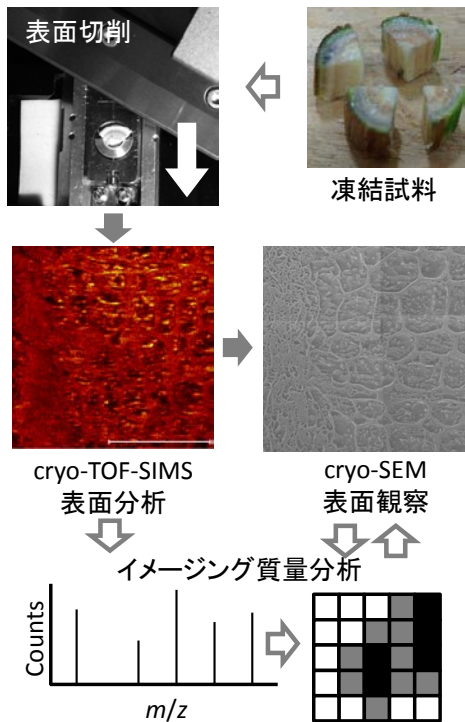 表面切削
凍結試料
cryo-TOF-SIMS
表面分析
cryo-SEM
表面観察
イメージング質量分析
Counts
m/z